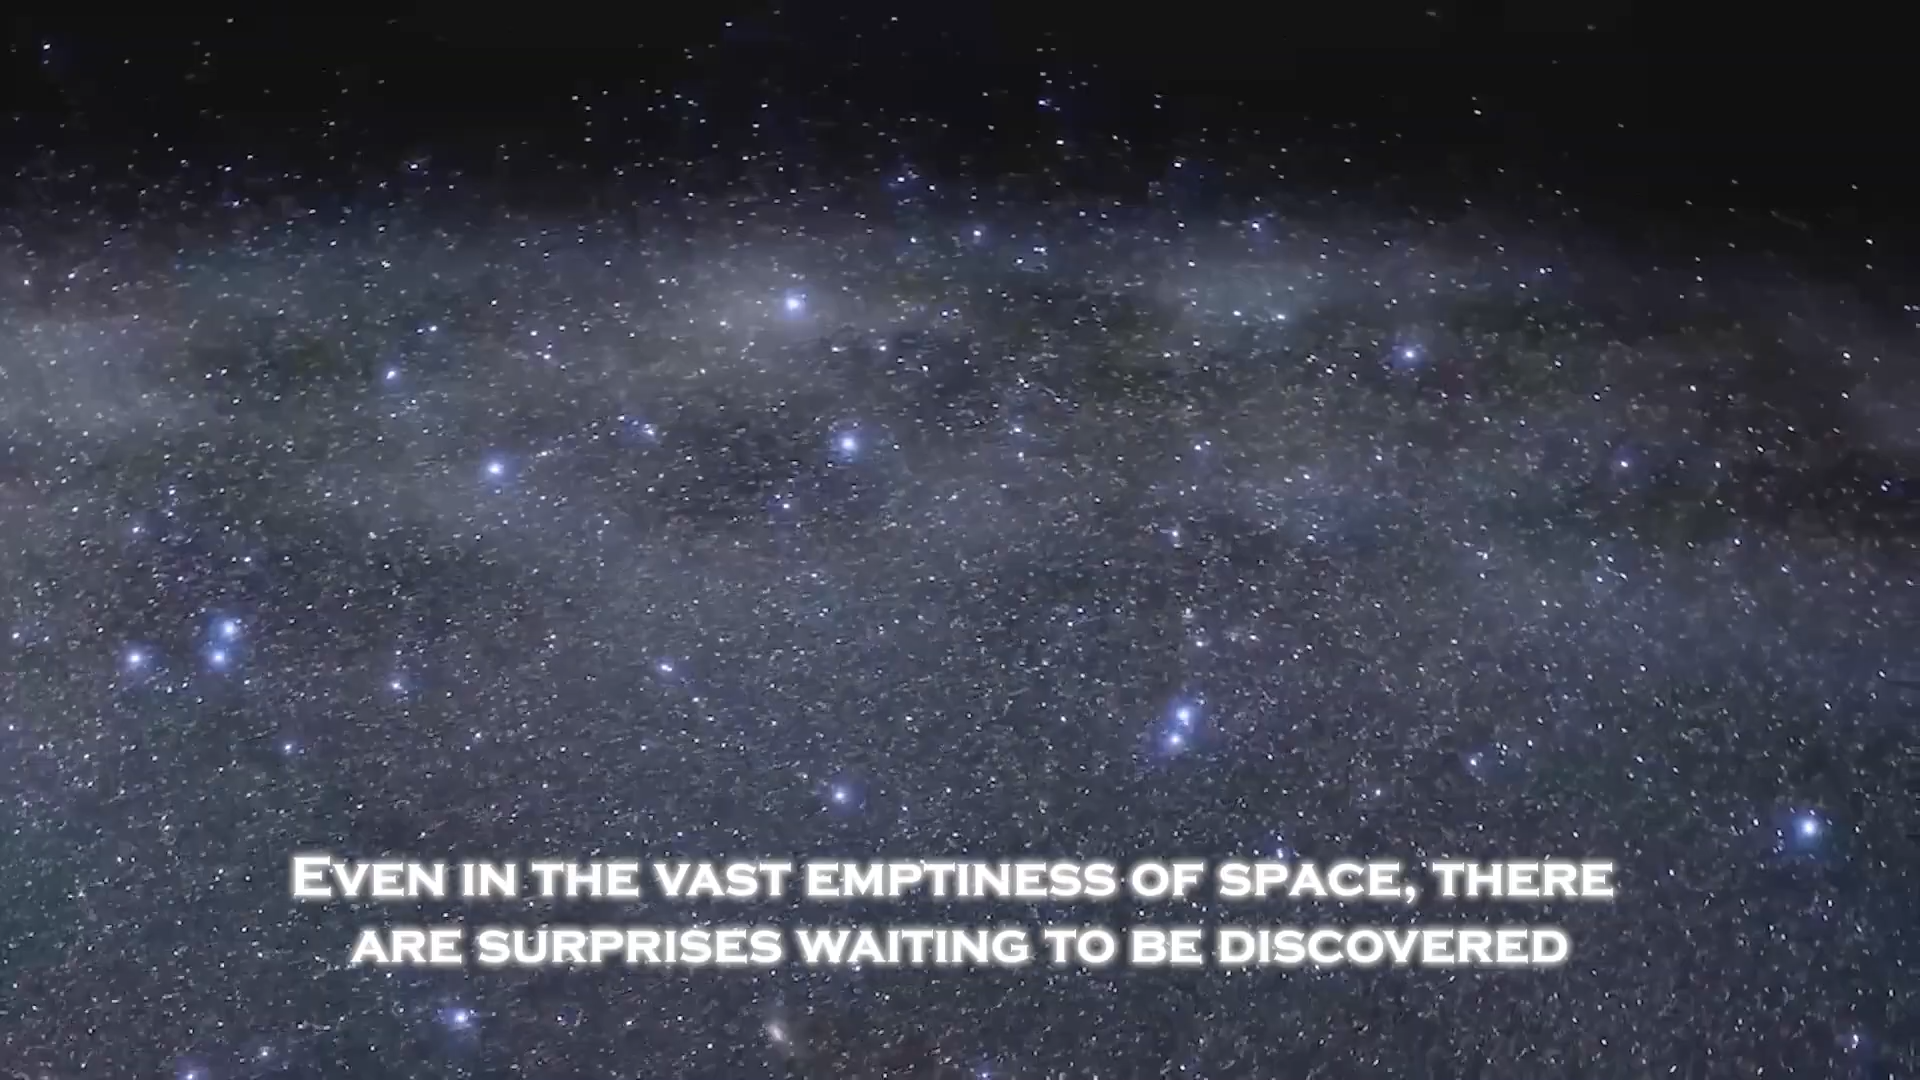 Even in the vast emptiness of space, there
are surprises waiting to be discovered